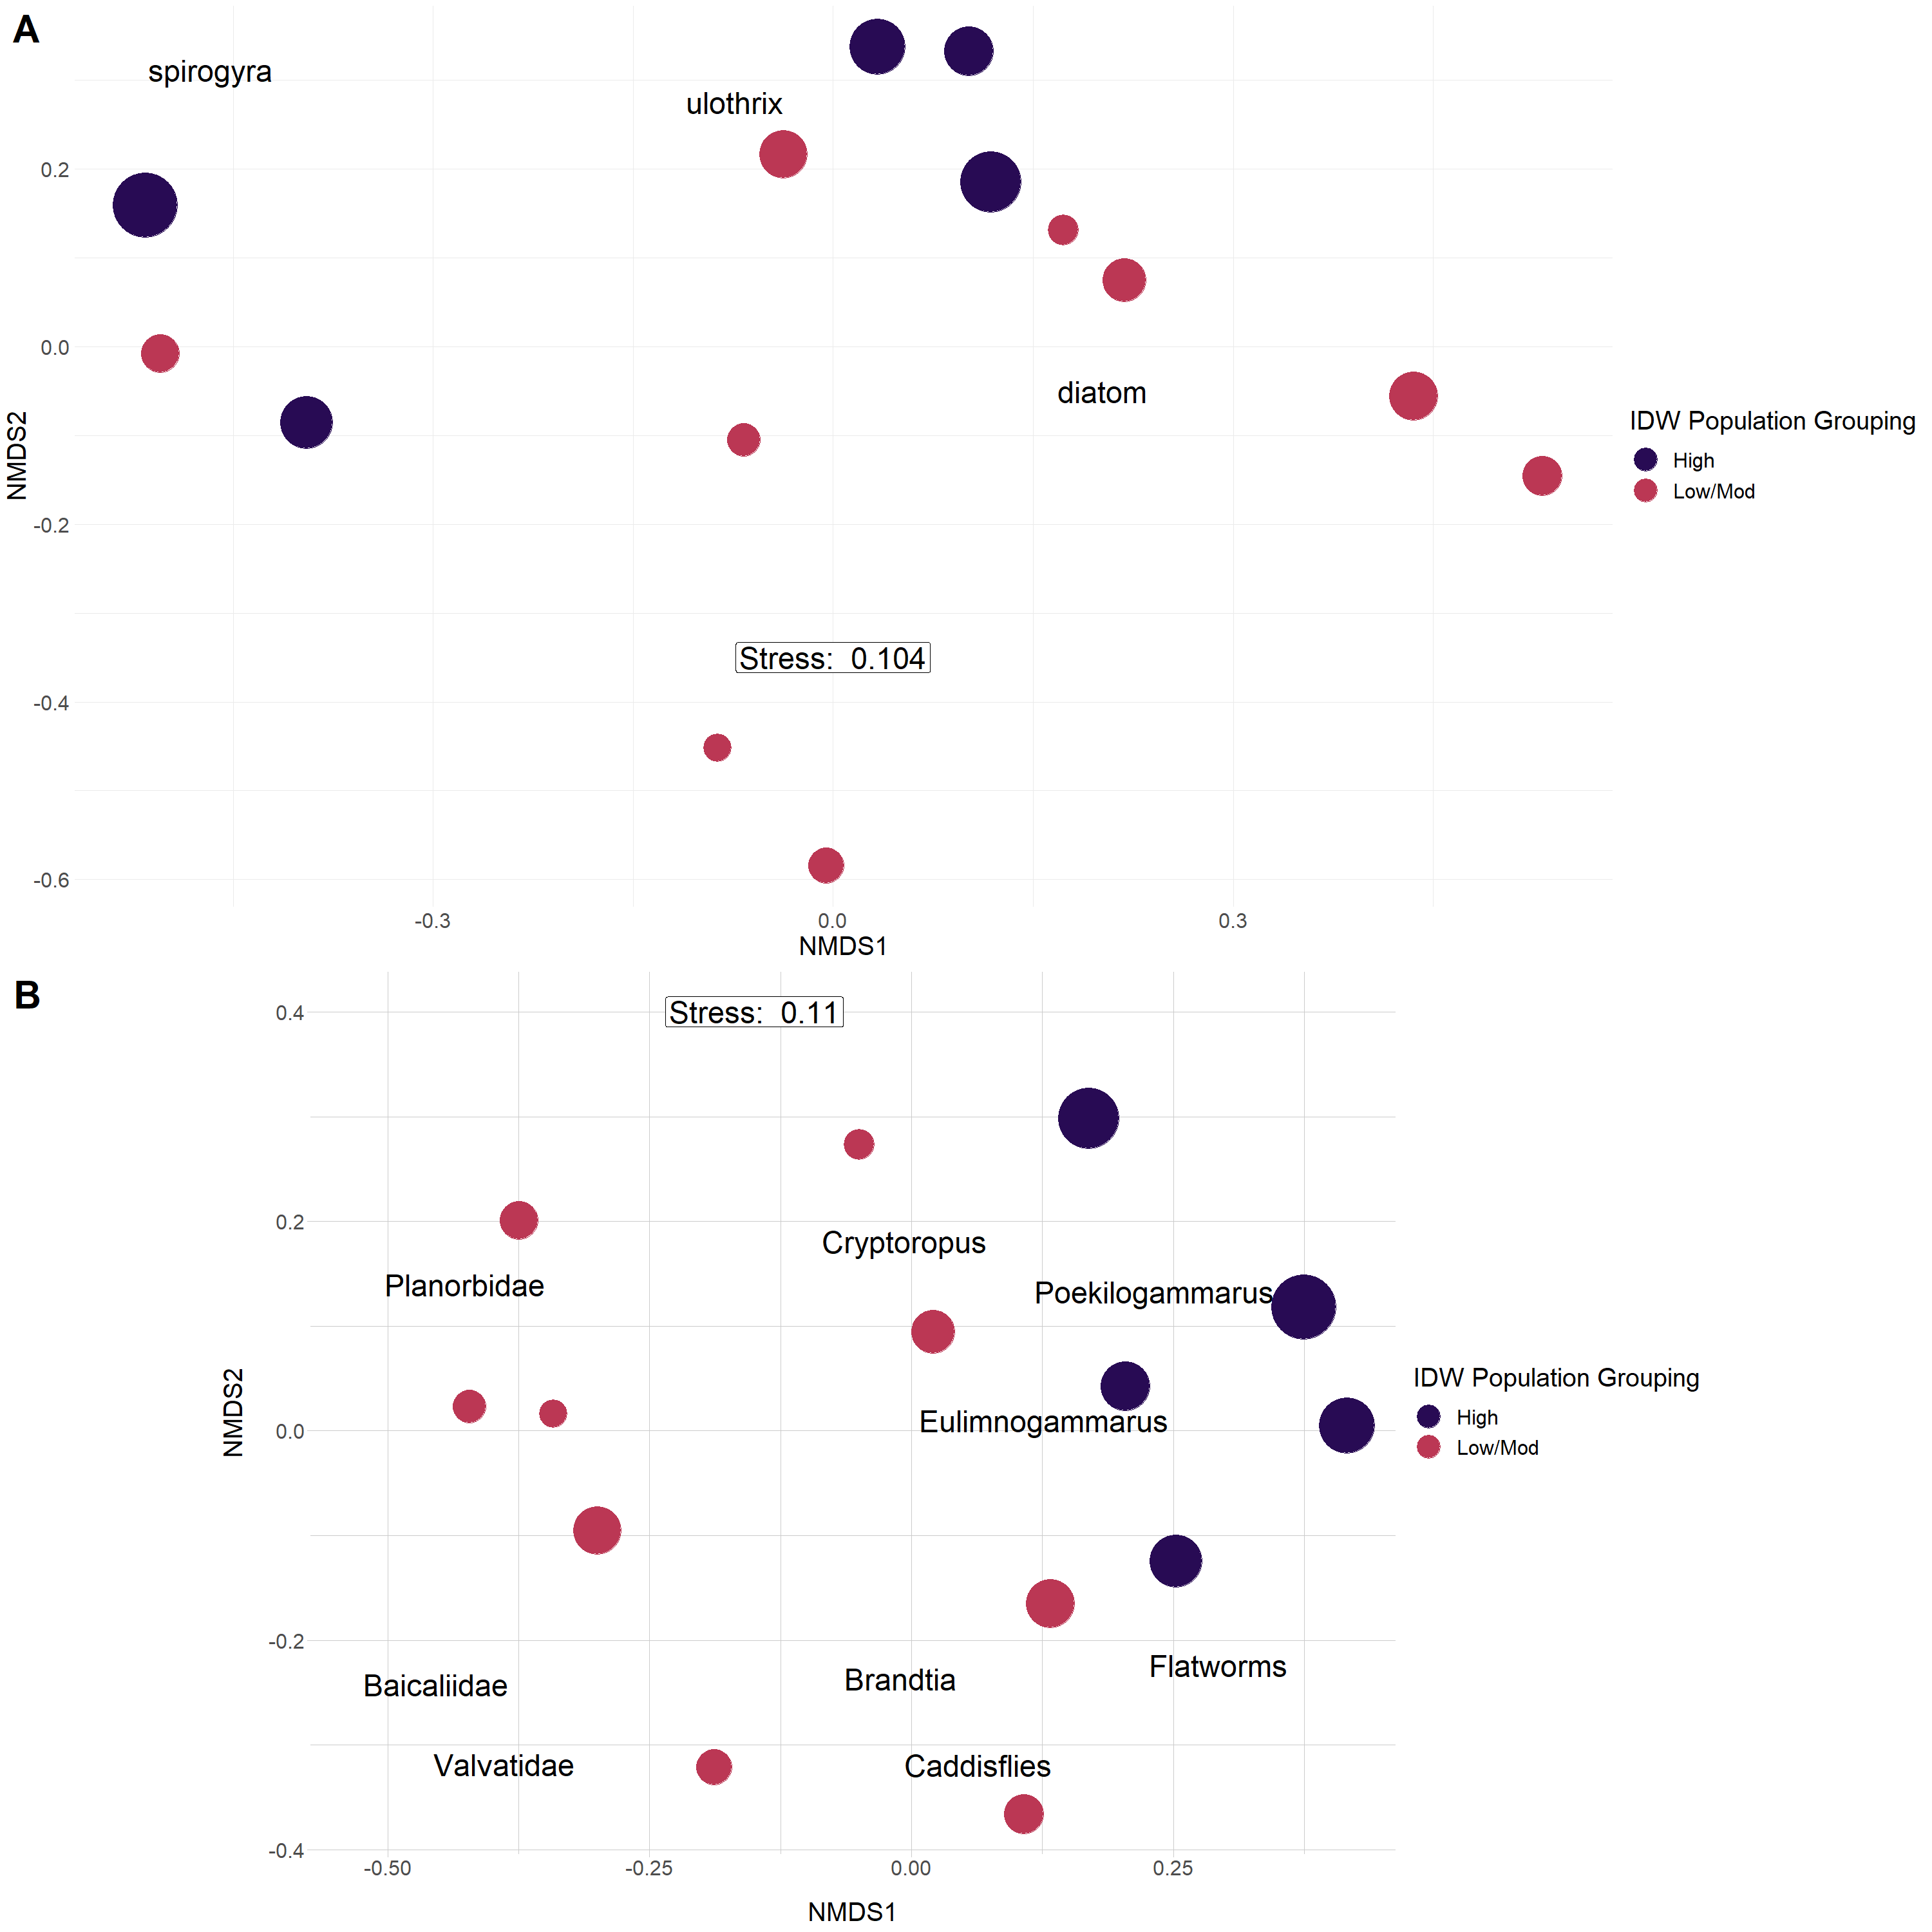 A
spirogyra
ulothrix
diatom
Stress:  0.104
0.2
0.0
-0.2
-0.4
-0.6
NMDS2
-0.3
0.0
0.3
NMDS1
IDW Population Grouping
High
Low/Mod
B
Stress:  0.11
Cryptoropus
Planorbidae
Poekilogammarus
Eulimnogammarus
Flatworms
Brandtia
Baicaliidae
Valvatidae
Caddisflies
0.4
0.2
0.0
-0.2
-0.4
NMDS2
-0.50
-0.25
0.00
0.25
NMDS1
IDW Population Grouping
High
Low/Mod